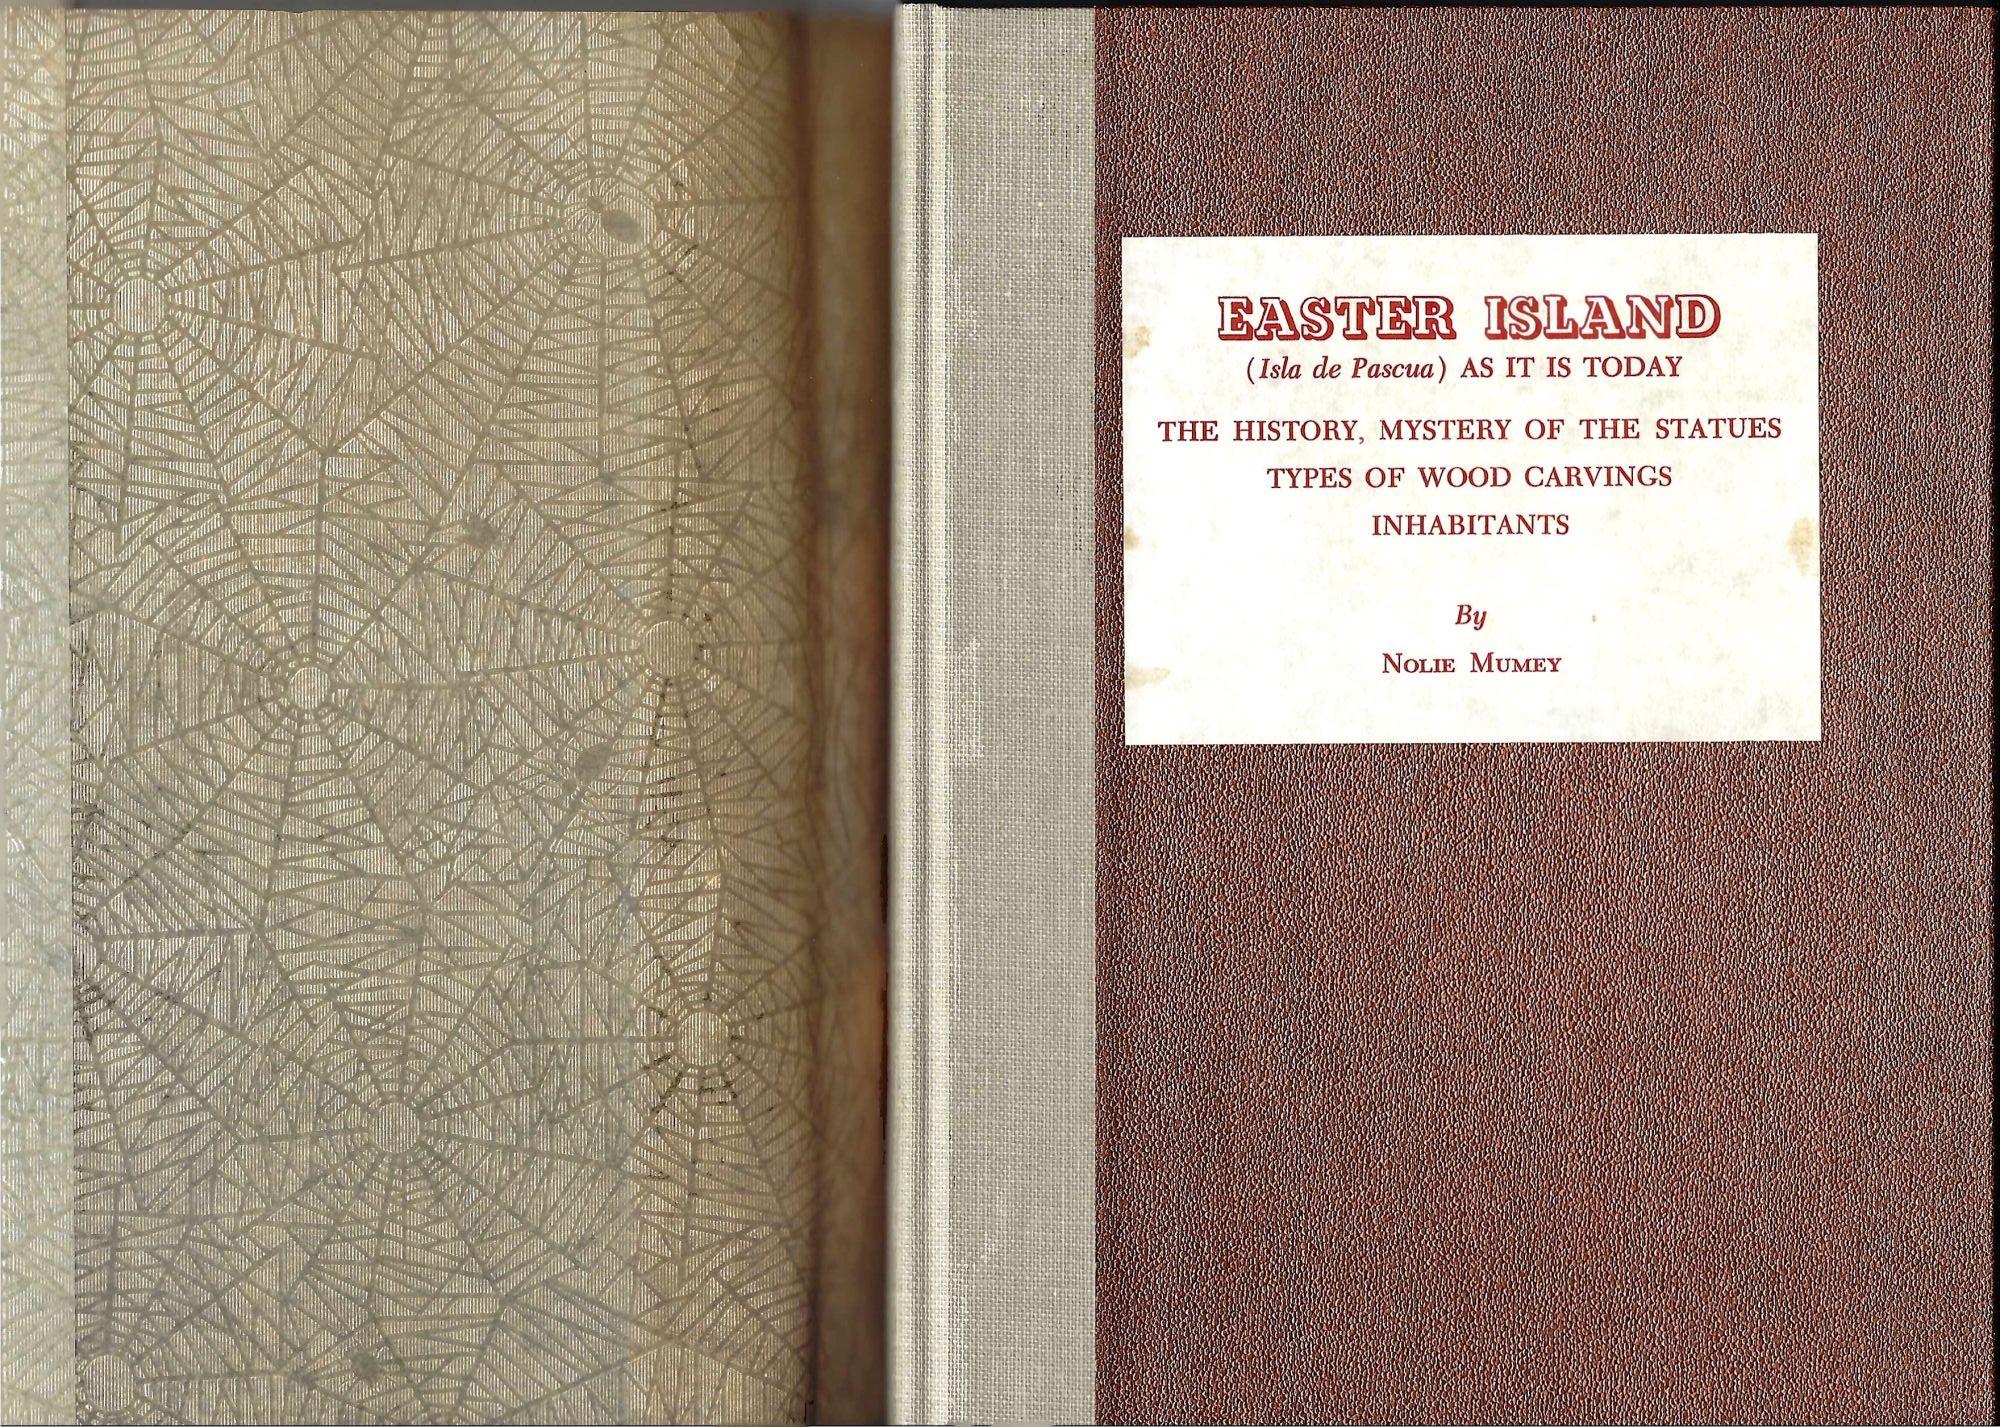 EASTER ISLAND
(Isla de Pascua) AS IT IS TODAY
THE HISTORY, MYSTERY OF THE STATUES
TYPES OF WOOD CARVINGS
INHABITANTS
By
NOLIE MUMEY